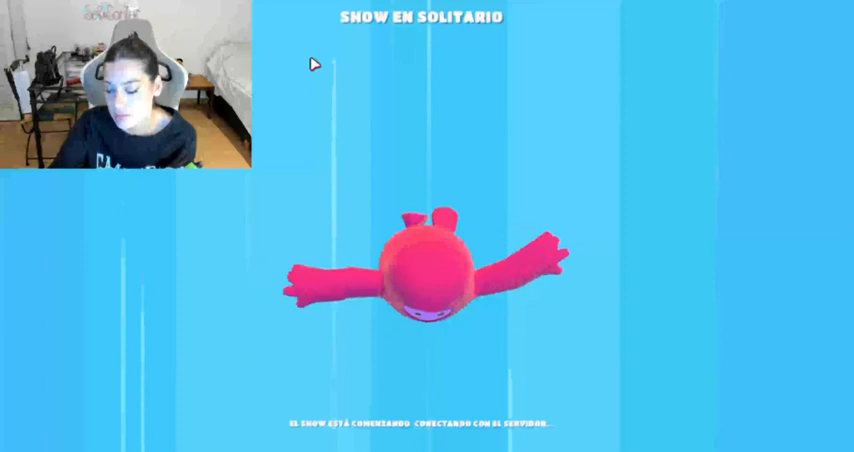 SHOW EN SOLITARIO
EL SHOW ESTÁ COMENZANDO CONECTANDO CON EL SERVIDOR...